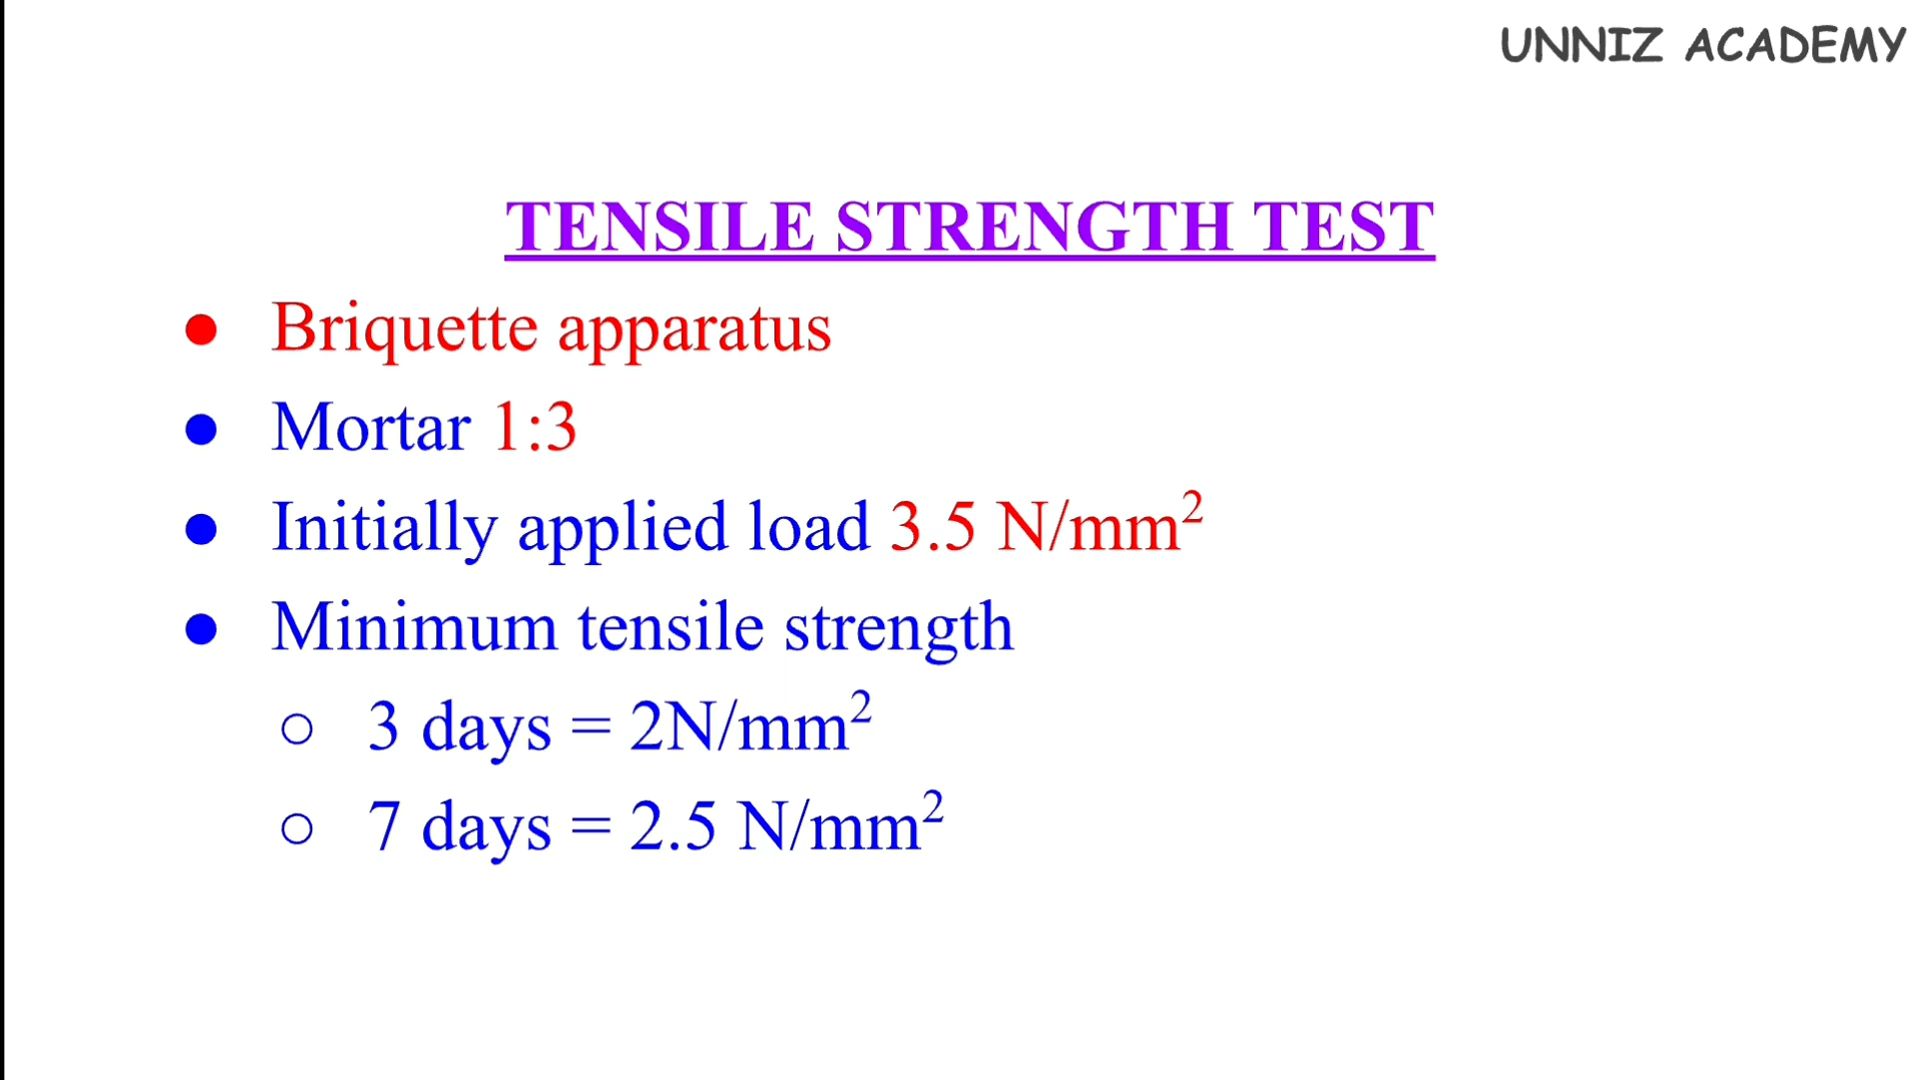 UNNIZ ACADEMY
TENSILE STRENGTH TEST
● Briquette apparatus
● Mortar 1:3
● Initially applied load 3.5 N/mm²
● Minimum tensile strength
○ 3 days = 2N/mm²
○ 7 days = 2.5 N/mm²